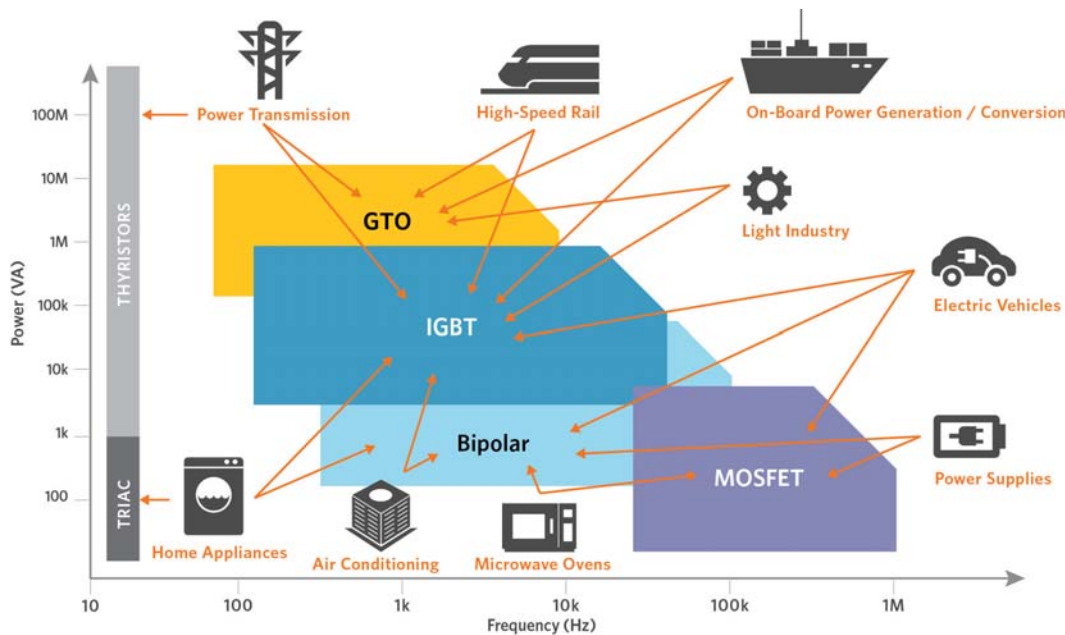 Power Transmission
High-Speed Rail
On-Board Power Generation / Conversion
100M
10M
GTO
Light Industry
1M
THYRISTORS
Power (VA)
100k
IGBT
Electric Vehicles
10k
1k
Bipolar
MOSFET
Power Supplies
100
TRIAC
Home Appliances
Air Conditioning
Microwave Ovens
10
100
1k
10k
100k
1M
Frequency (Hz)